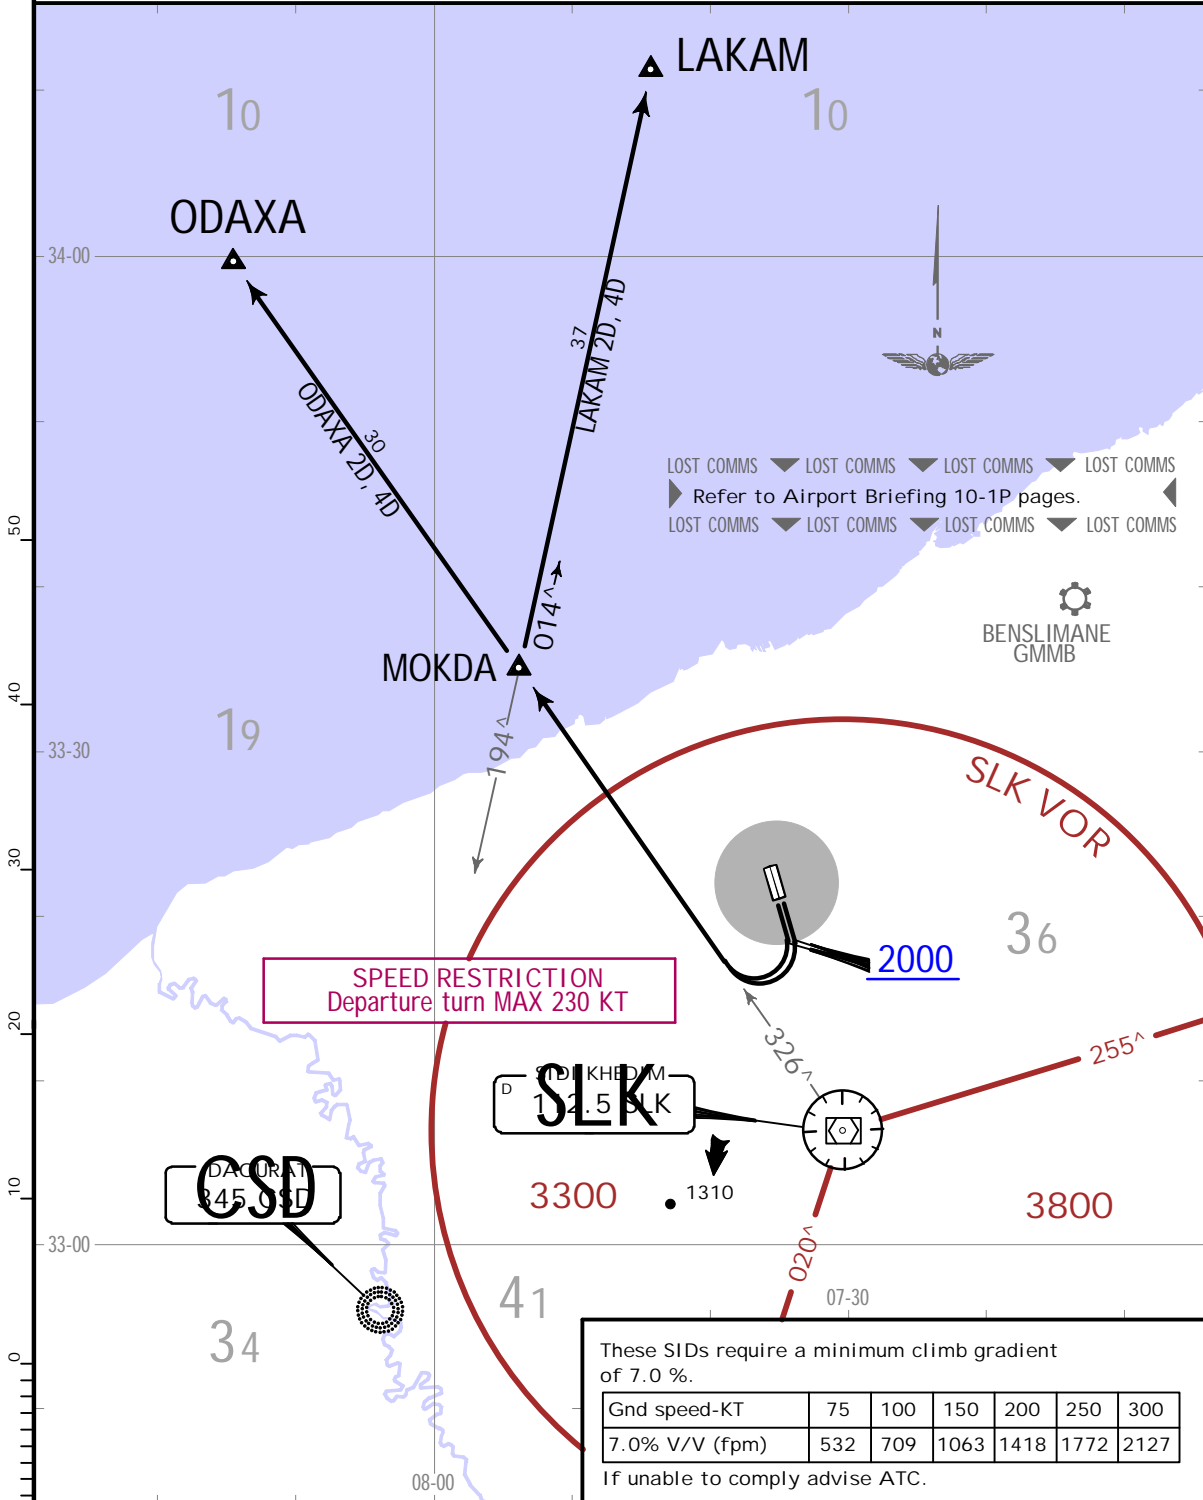 LAKAM
10
10
ODAXA
34-00
N
37
LAKAM 2D, 4D
30
ODAXA 2D, 4D
LOST COMMS LOST COMMS LOST COMMS LOST COMMS
Refer to Airport Briefing 10-1P pages.
LOST COMMS LOST COMMS LOST COMMS LOST COMMS
50
014^
BENSLIMANE
GMMB
MOKDA
40
19
194^
33-30
SLK VOR
30
36
2000
SPEED RESTRICTION
Departure turn MAX 230 KT
20
326^
255^
SIDI KHEDIM
D
112.5 SLK
SLK
DAOURAT
345 CSD
CSD
10
3300
1310
3800
020^
33-00
41
07-30
34
0
These SIDs require a minimum climb gradient
of 7.0 %.
Gnd speed-KT 75 100 150 200 250 300
7.0% V/V (fpm) 532 709 1063 1418 1772 2127
If unable to comply advise ATC.
08-00